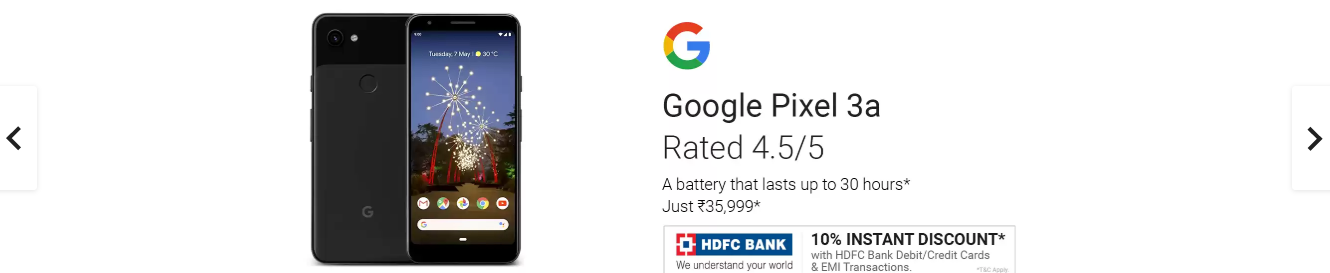 9:00
Tuesday, 7 May | 30 °C
Google Pixel 3a
Rated 4.5/5
A battery that lasts up to 30 hours*
Just ₹35,999*
HDFC BANK
We understand your world
10% INSTANT DISCOUNT*
with HDFC Bank Debit/Credit Cards
& EMI Transactions.
*T&C Apply.